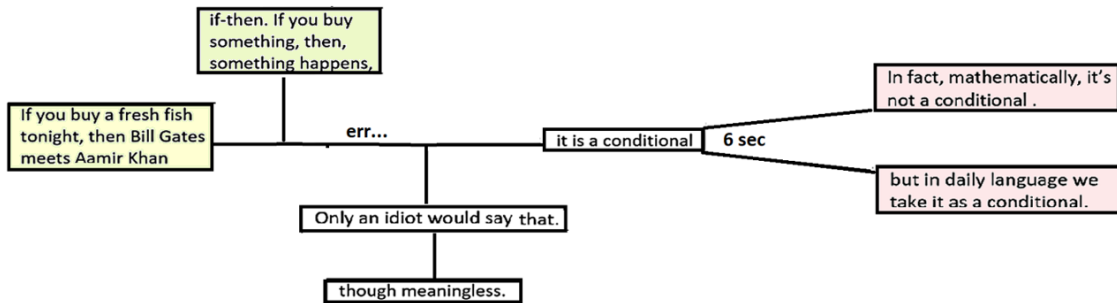 if-then. If you buy
something, then,
something happens,
If you buy a fresh fish
tonight, then Bill Gates
meets Aamir Khan
err...
it is a conditional
6 sec
In fact, mathematically, it's
not a conditional .
but in daily language we
take it as a conditional.
Only an idiot would say that.
though meaningless.